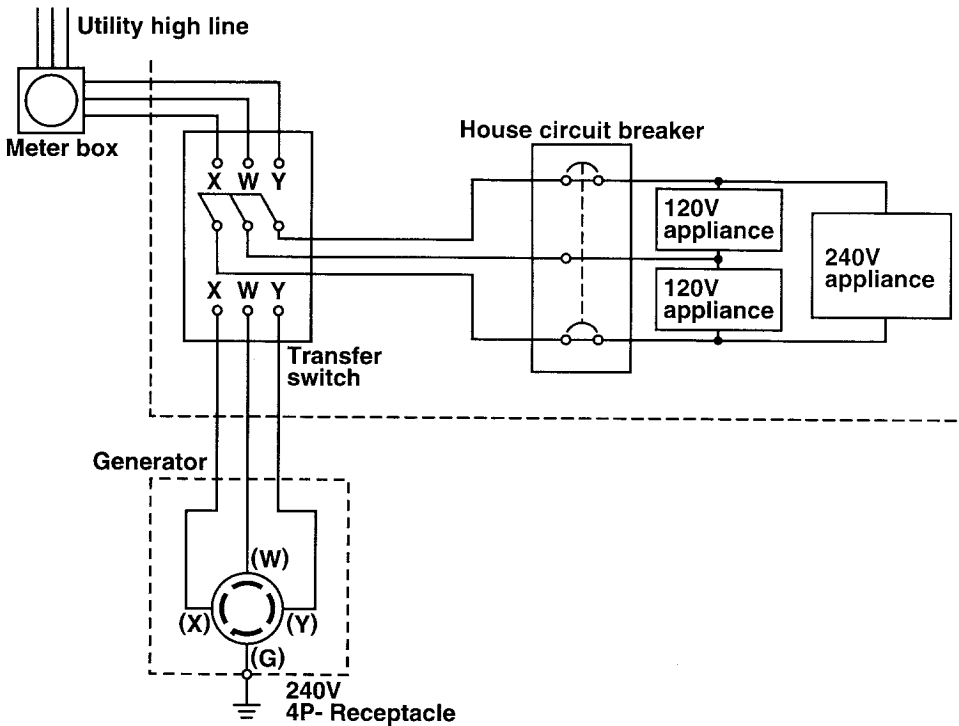 Utility high line
Meter box
House circuit breaker
X W Y
120V
appliance
240V
appliance
120V
appliance
X W Y
Transfer
switch
Generator
(W)
(X)
(Y)
(G)
240V
4P- Receptacle